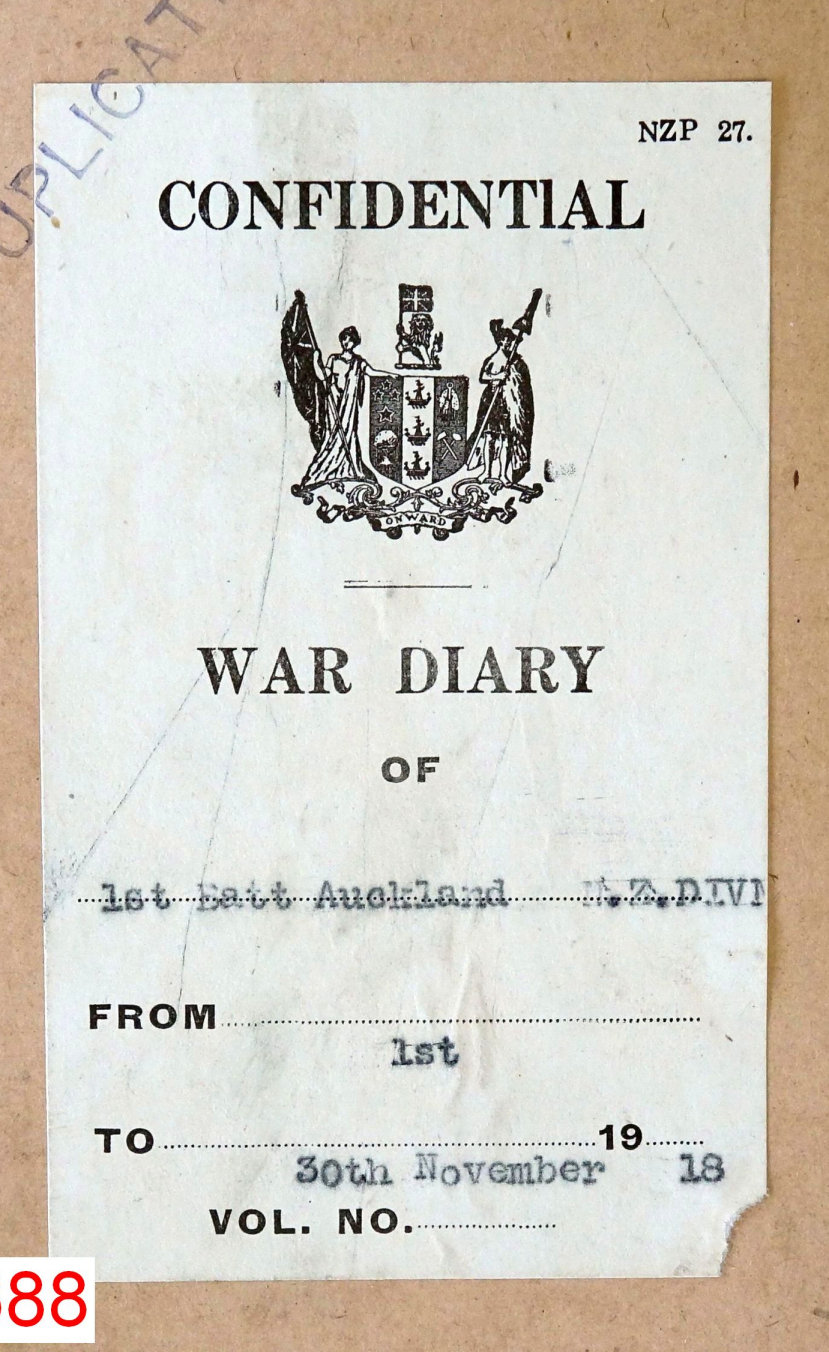 UPLICAT
NZP 27.
CONFIDENTIAL
ONWARD
WAR DIARY
OF
1st Batt Auckland N.Z.DIVN
FROM
1st
TO 19
30th November 18
VOL. NO.
88